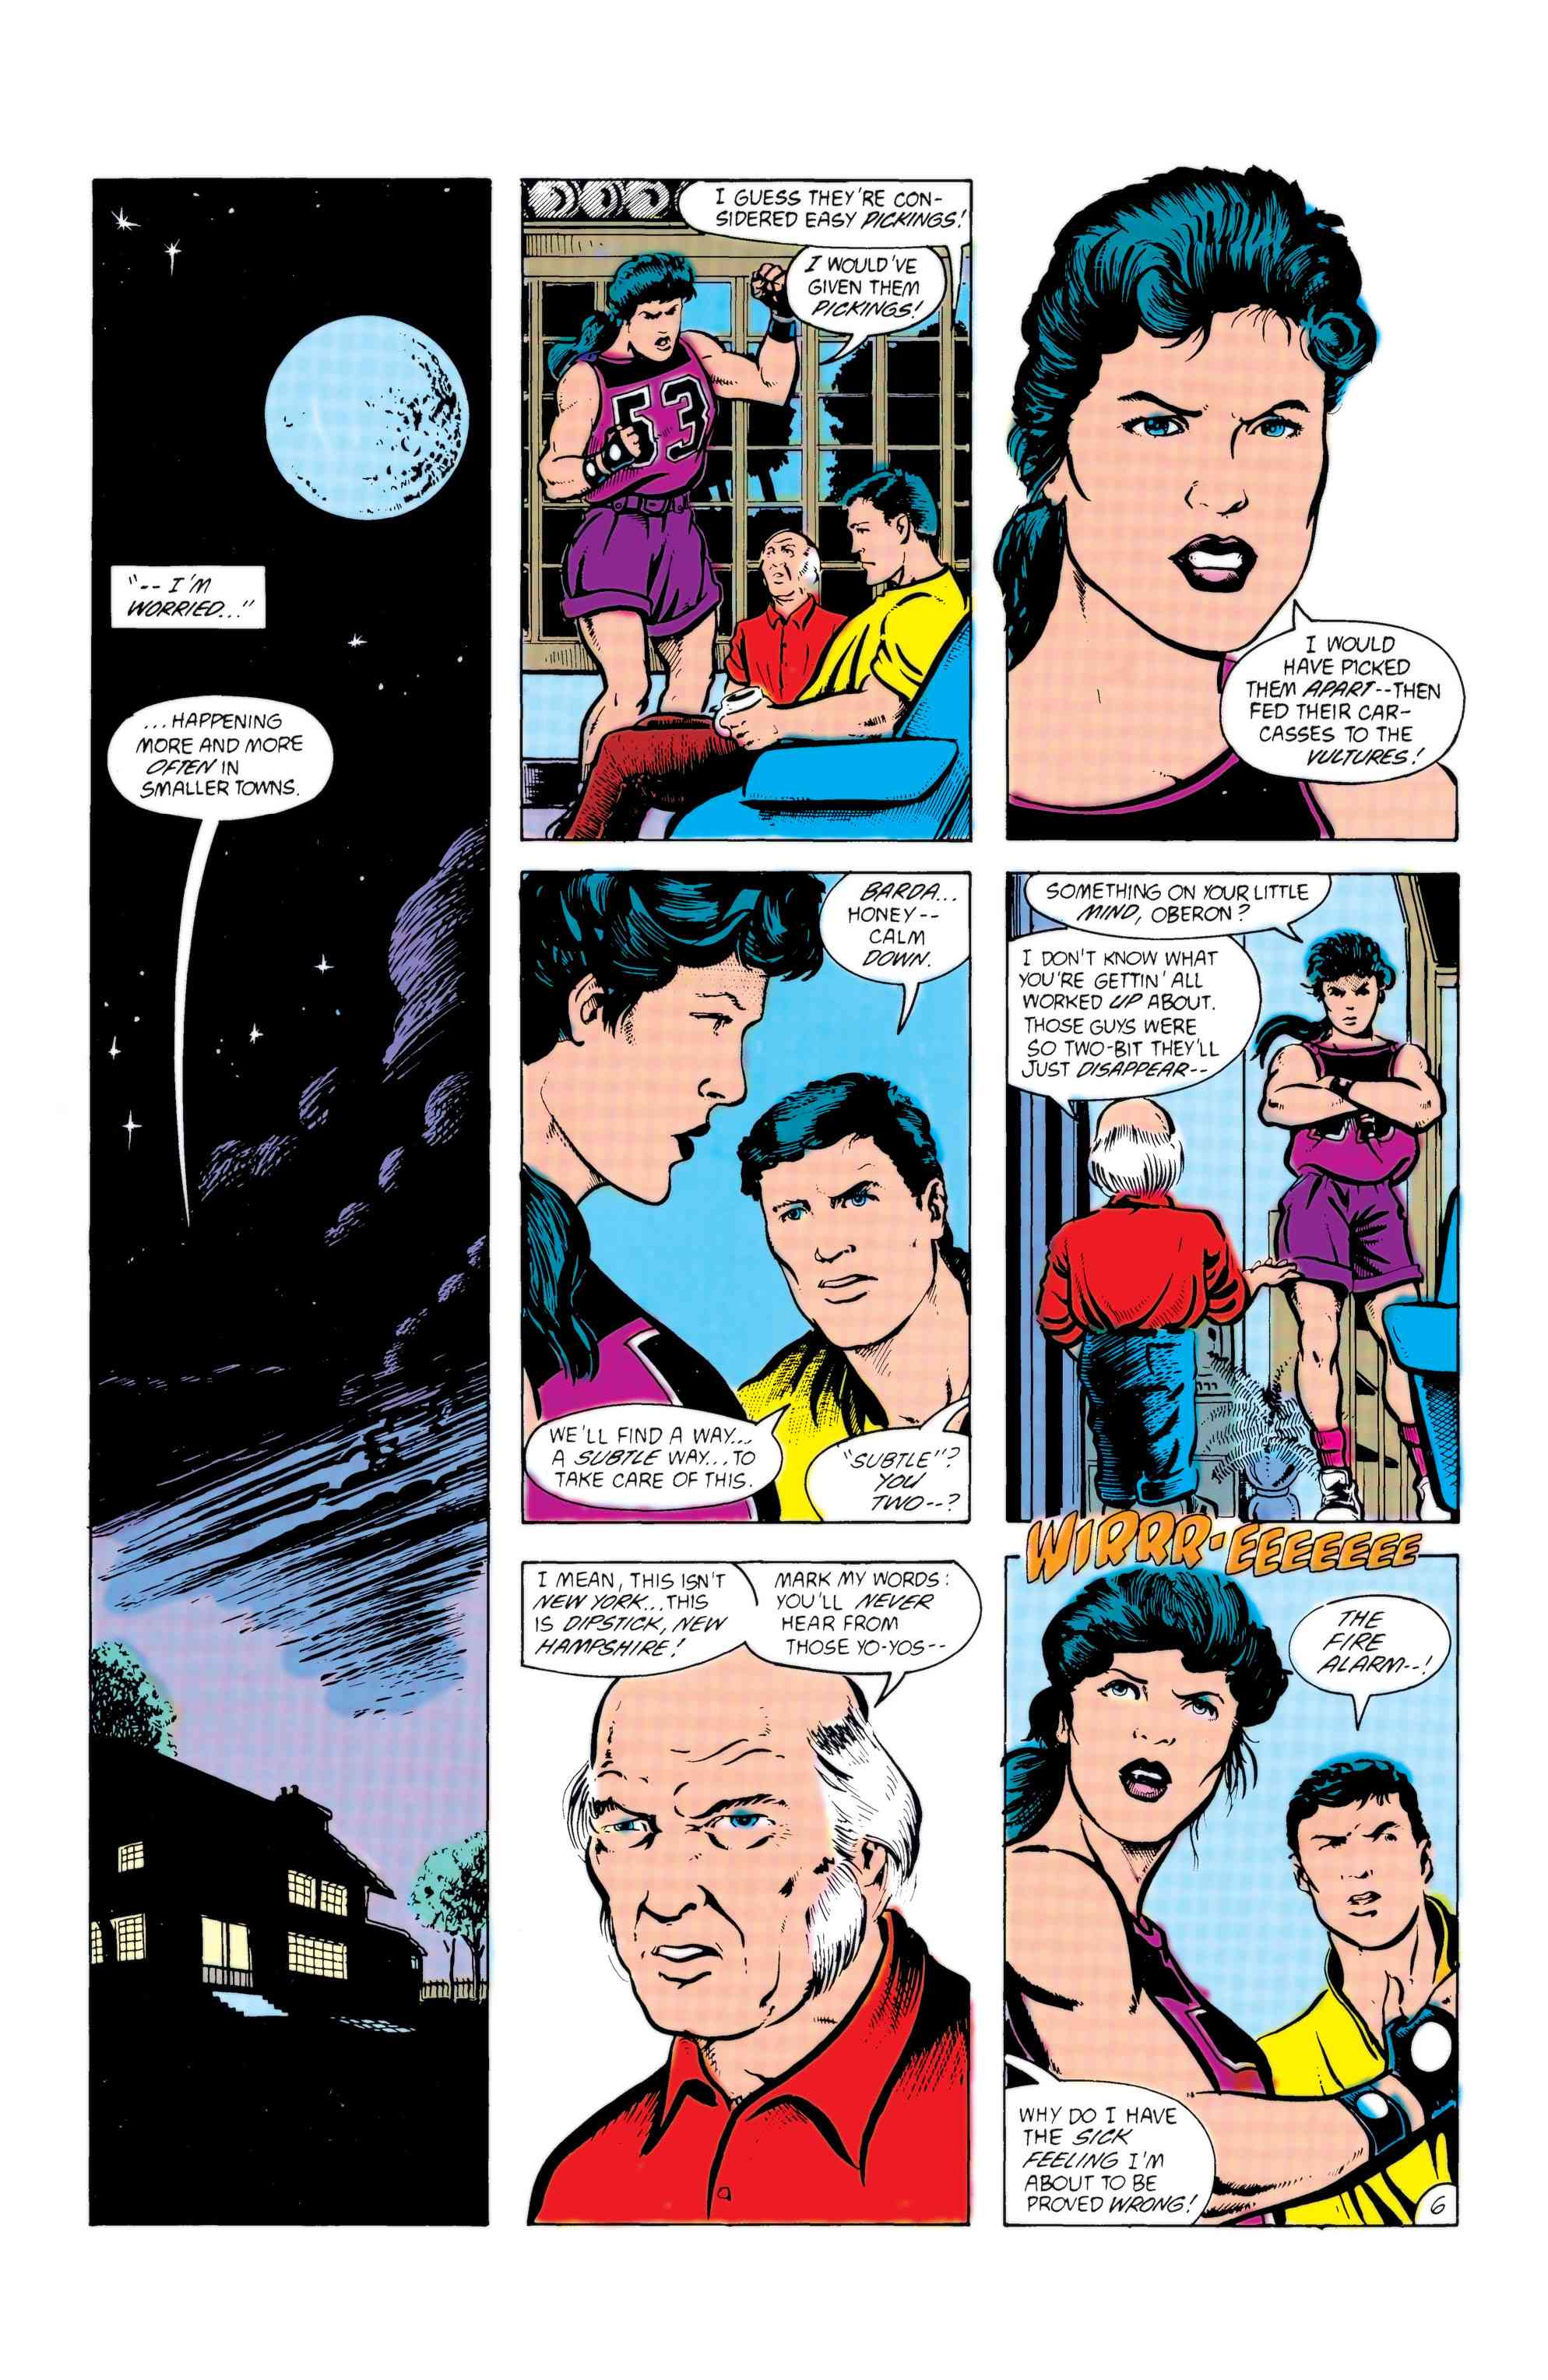 "-- I'M
WORRIED..."
...HAPPENING
MORE AND MORE
OFTEN IN
SMALLER TOWNS.
I GUESS THEY'RE CON-
SIDERED EASY PICKINGS!
I WOULD'VE
GIVEN THEM
PICKINGS!
53
I WOULD
HAVE PICKED
THEM APART--THEN
FED THEIR CAR-
CASSES TO THE
VULTURES!
BARDA...
HONEY--
CALM
DOWN.
WE'LL FIND A WAY...
A SUBTLE WAY...TO
TAKE CARE OF THIS.
"SUBTLE"?
YOU
TWO--?
SOMETHING ON YOUR LITTLE
MIND, OBERON?
I DON'T KNOW WHAT
YOU'RE GETTIN' ALL
WORKED UP ABOUT.
THOSE GUYS WERE
SO TWO-BIT THEY'LL
JUST DISAPPEAR--
I MEAN, THIS ISN'T
NEW YORK...THIS
IS DIPSTICK, NEW
HAMPSHIRE!
MARK MY WORDS:
YOU'LL NEVER
HEAR FROM
THOSE YO-YOS--
WIRRR-EEEEEEE
THE
FIRE
ALARM--!
WHY DO I HAVE
THE SICK
FEELING I'M
ABOUT TO BE
PROVED WRONG!
6